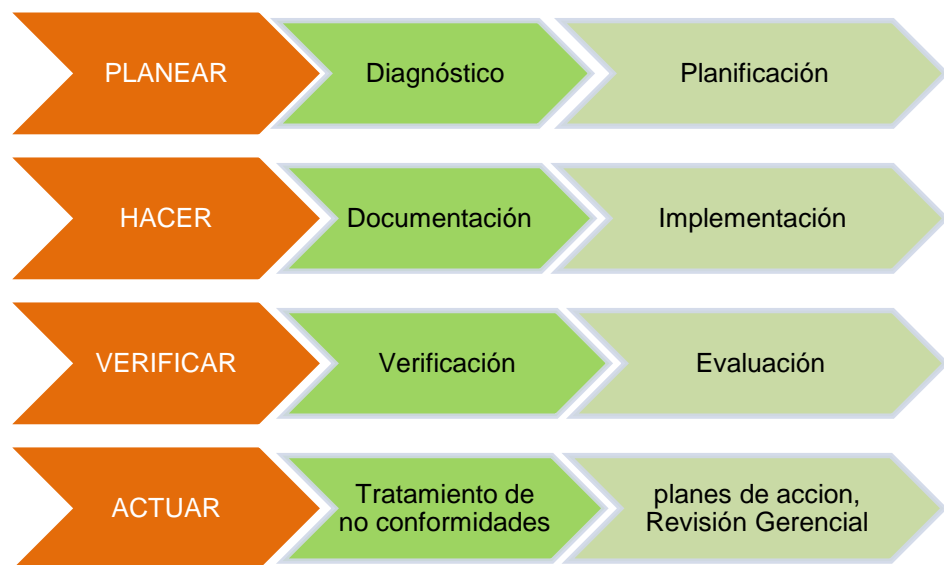 PLANEAR
Diagnóstico
Planificación
HACER
Documentación
Implementación
VERIFICAR
Verificación
Evaluación
ACTUAR
Tratamiento de
no conformidades
planes de accion,
Revisión Gerencial